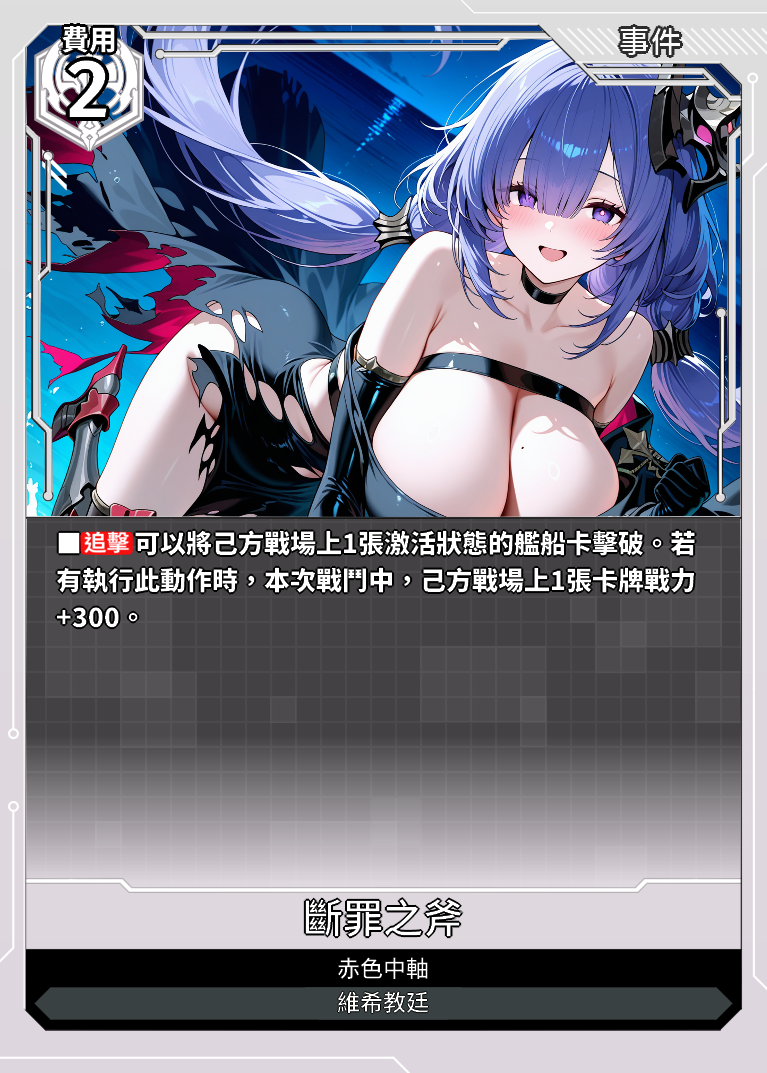 費用
2
事件
■追擊可以將己方戰場上1張激活狀態的艦船卡擊破。若
有執行此動作時，本次戰鬥中，己方戰場上1張卡牌戰力
+300。
斷罪之斧
赤色中軸
維希教廷